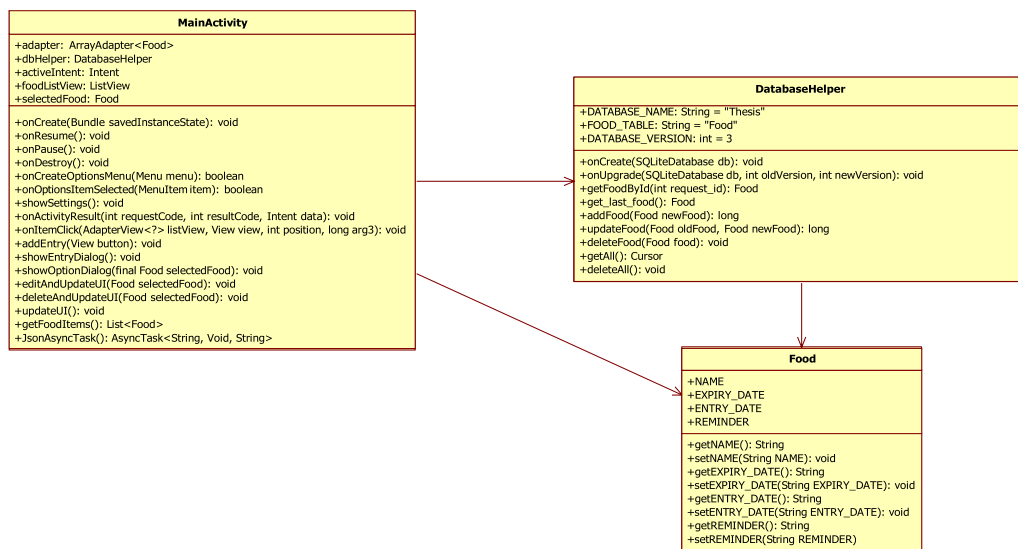 MainActivity
+adapter: ArrayAdapter<Food>
+dbHelper: DatabaseHelper
+activeIntent: Intent
+foodListView: ListView
+selectedFood: Food
+onCreate(Bundle savedInstanceState): void
+onResume(): void
+onPause(): void
+onDestroy(): void
+onCreateOptionsMenu(Menu menu): boolean
+onOptionsItemSelected(MenuItem item): boolean
+showSettings(): void
+onActivityResult(int requestCode, int resultCode, Intent data): void
+onItemClick(AdapterView<?> listView, View view, int position, long arg3): void
+addEntry(View button): void
+showEntryDialog(): void
+showOptionDialog(final Food selectedFood): void
+editAndUpdateUI(Food selectedFood): void
+deleteAndUpdateUI(Food selectedFood): void
+updateUI(): void
+getFoodItems(): List<Food>
+JsonAsyncTask(): AsyncTask<String, Void, String>
DatabaseHelper
+DATABASE_NAME: String = "Thesis"
+FOOD_TABLE: String = "Food"
+DATABASE_VERSION: int = 3
+onCreate(SQLiteDatabase db): void
+onUpgrade(SQLiteDatabase db, int oldVersion, int newVersion): void
+getFoodById(int request_id): Food
+get_last_food(): Food
+addFood(Food newFood): long
+updateFood(Food oldFood, Food newFood): long
+deleteFood(Food food): void
+getAll(): Cursor
+deleteAll(): void
Food
+NAME
+EXPIRY_DATE
+ENTRY_DATE
+REMINDER
+getNAME(): String
+setNAME(String NAME): void
+getEXPIRY_DATE(): String
+setEXPIRY_DATE(String EXPIRY_DATE): void
+getENTRY_DATE(): String
+setENTRY_DATE(String ENTRY_DATE): void
+getREMINDER(): String
+setREMINDER(String REMINDER)